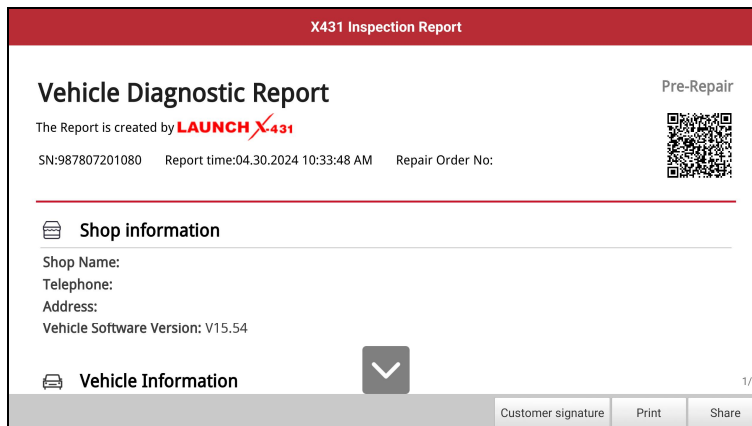 X431 Inspection Report
Vehicle Diagnostic Report
Pre-Repair
The Report is created by LAUNCH X-431
SN:987807201080 Report time:04.30.2024 10:33:48 AM Repair Order No:
Shop information
Shop Name:
Telephone:
Address:
Vehicle Software Version: V15.54
Vehicle Information
1/
Customer signature Print Share